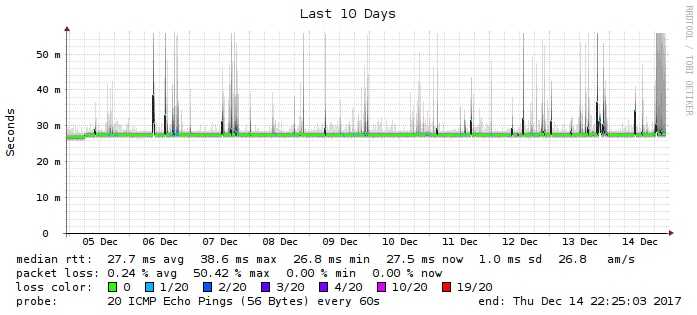 Last 10 Days
RRDTOOL / TOBI OETIKER
Seconds
50 m
40 m
30 m
20 m
10 m
0
05 Dec 06 Dec 07 Dec 08 Dec 09 Dec 10 Dec 11 Dec 12 Dec 13 Dec 14 Dec
median rtt: 27.7 ms avg 38.6 ms max 26.8 ms min 27.5 ms now 1.0 ms sd 26.8 am/s
packet loss: 0.24 % avg 50.42 % max 0.00 % min 0.00 % now
loss color: 0 1/20 2/20 3/20 4/20 10/20 19/20
probe: 20 ICMP Echo Pings (56 Bytes) every 60s end: Thu Dec 14 22:25:03 2017